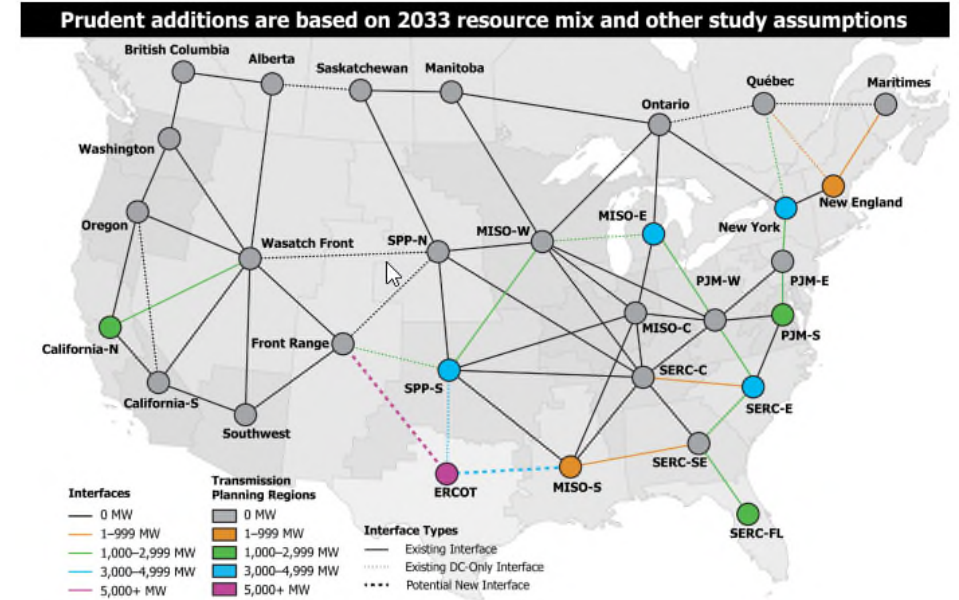 Prudent additions are based on 2033 resource mix and other study assumptions
British Columbia
Alberta
Saskatchewan
Manitoba
Québec
Maritimes
Ontario
Washington
Oregon
Wasatch Front
SPP-N
MISO-W
MISO-E
New York
New England
PJM-W
PJM-E
California-N
Front Range
MISO-C
PJM-S
SPP-S
SERC-C
California-S
SERC-E
Southwest
SERC-SE
ERCOT
MISO-S
SERC-FL
Interfaces
0 MW
1–999 MW
1,000–2,999 MW
3,000–4,999 MW
5,000+ MW
Transmission
Planning Regions
0 MW
1–999 MW
1,000–2,999 MW
3,000–4,999 MW
5,000+ MW
Interface Types
Existing Interface
Existing DC-Only Interface
Potential New Interface